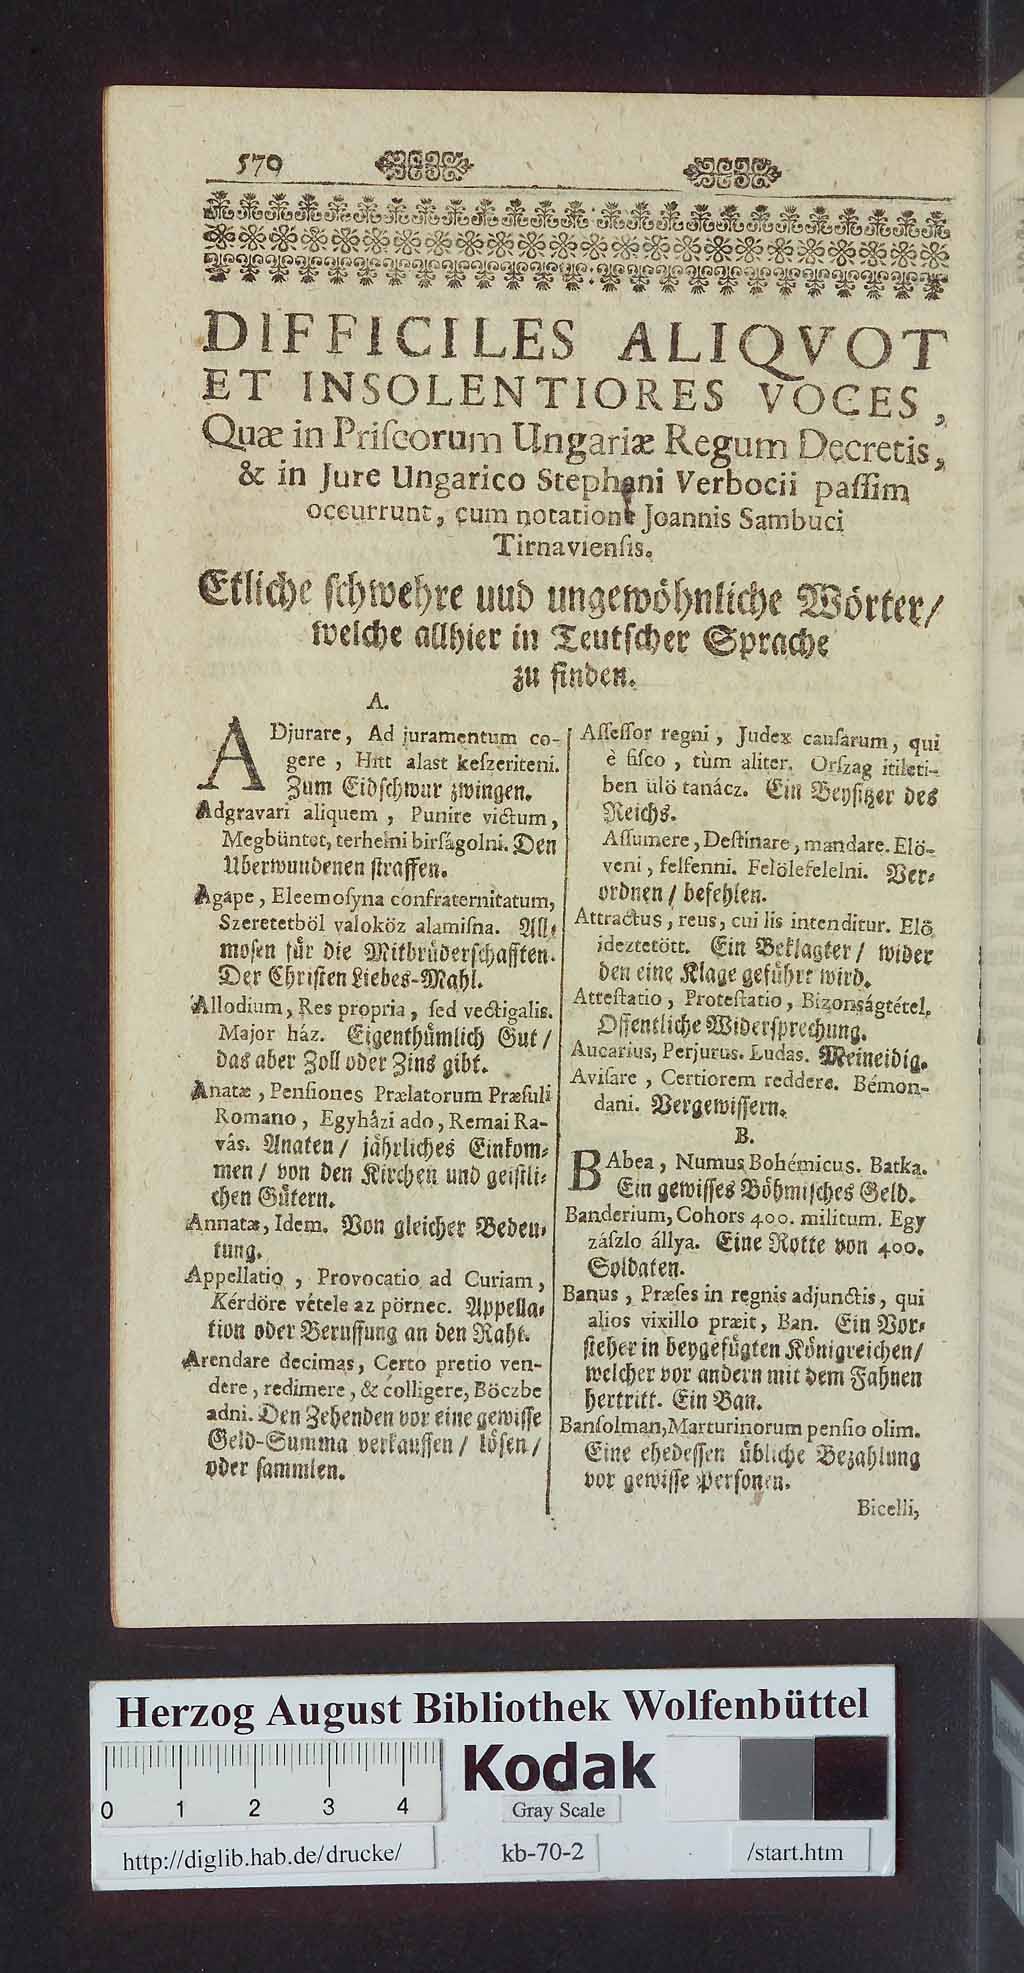 570
DIFFICILES ALIQVOT
ET INSOLENTIORES VOCES,
Quæ in Priſcorum Ungariæ Regum Decretis,
& in Jure Ungarico Stephani Verbocii paſſim
occurrunt, cum notatione Joannis Sambuci
Tirnavienſis.
Etliche ſchwehre uud ungewöhnliche Wörter/
welche allhier in Teutſcher Sprache
zu finden.
A.
ADjurare, Ad juramentum co-
gere, Hitt alast keſzeriteni.
Zum Eidſchwur zwingen.
Adgravari aliquem, Punire victum,
Megbüntet, terhelni birſágolni. Den
Uberwundenen ſtraffen.
Agape, Eleemoſyna confraternitatum,
Szeretetböl valoköz alamiſna. All-
moſen für die Mitbrüderſchafften.
Der Chriſten Liebes-Mahl.
Allodium, Res propria, ſed vectigalis.
Major ház. Eigenthümlich Gut/
das aber Zoll oder Zins gibt.
Anatæ, Penſiones Prælatorum Præſuli
Romano, Egyházi ado, Remai Ra-
vás. Anaten/ jährliches Einkom-
men/ von den Kirchen und geiſtli-
chen Gütern.
Annatæ, Idem. Von gleicher Bedeu-
tung.
Appellatio, Provocatio ad Curiam,
Kérdöre vétele az pörnec. Appella-
tion oder Beruffung an den Raht.
Arendare decimas, Certo pretio ven-
dere, redimere, & colligere, Böczbe
adni. Den Zehenden vor eine gewiſſe
Geld-Summa verkauffen/ löſen/
oder ſammlen.
Aſſeſſor regni, Judex cauſarum, qui
è fiſco, tùm aliter. Orſzag itileti-
ben ülö tanácz. Ein Beyſitzer des
Reichs.
Aſſumere, Deſtinare, mandare. Elö-
veni, felfenni. Felölefelelni. Ver-
ordnen/ befehlen.
Attractus, reus, cui lis intenditur. Elö
ideztetött. Ein Beklagter/ wider
den eine Klage geführt wird.
Atteſtatio, Proteſtatio, Bizonságtétel.
Offentliche Widerſprechung.
Aucarius, Perjurus. Ludas. Meineidig.
Aviſare, Certiorem reddere. Bémon-
dani. Vergewiſſern.
B.
BAbea, Numus Bohémicus. Batka.
Ein gewiſſes Böhmiſches Geld.
Banderium, Cohors 400. militum. Egy
záſzlo állya. Eine Rotte von 400.
Soldaten.
Banus, Præſes in regnis adjunctis, qui
alios vixillo præit, Ban. Ein Vor-
ſteher in beygefügten Königreichen/
welcher vor andern mit dem Fahnen
hertritt. Ein Ban.
Banſolman, Marturinorum penſio olim.
Eine ehedeſſen übliche Bezahlung
vor gewiſſe Perſonen.
Bicelli,
Herzog August Bibliothek Wolfenbüttel
0 1 2 3 4
Kodak
Gray Scale
http://diglib.hab.de/drucke/ kb-70-2 /start.htm